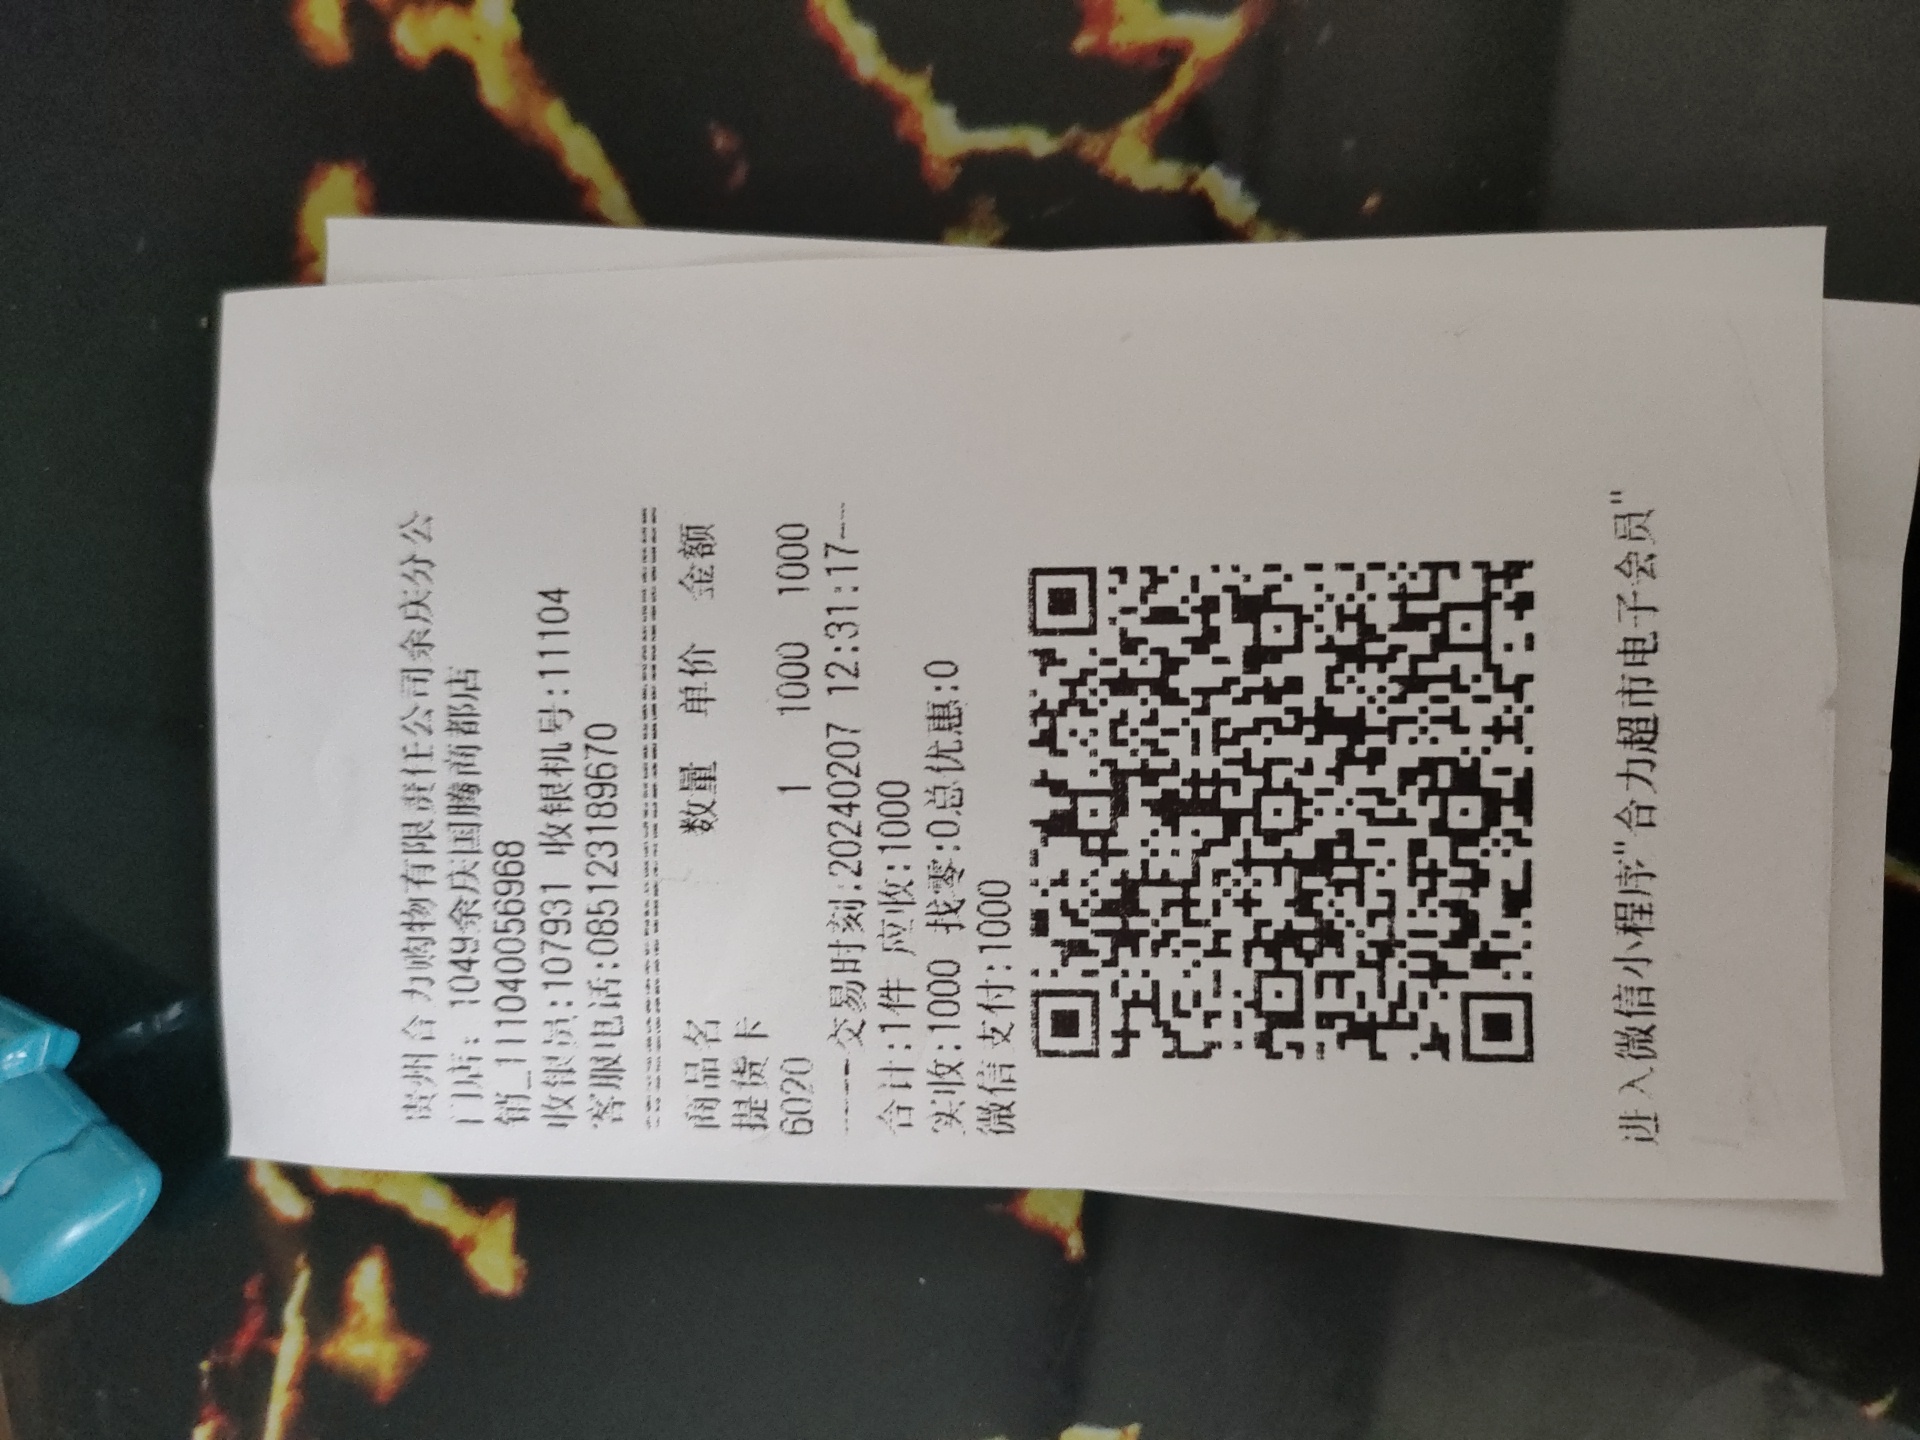 贵州合力购物有限责任公司余庆分公
门店: 1049余庆国腾商都店
销_111040056968
收银员:107931 收银机号:11104
客服电话:085123189670
商品名 数量 单价 金额
提货卡
6020 1 1000 1000
----交易时刻:20240207 12:31:17----
合计:1件 应收:1000
实收:1000 找零:0总优惠:0
微信支付:1000
进入微信小程序"合力超市电子会员"